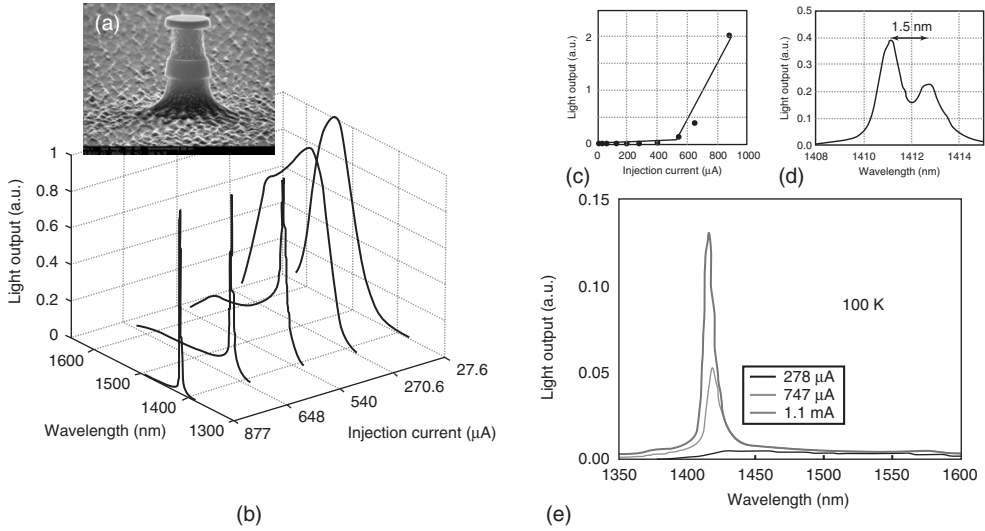 (a)
1
0.8
0.6
0.4
0.2
0
Light output (a.u.)
1600
1500
1400
1300
Wavelength (nm)
877
648
540
270.6
27.6
Injection current (μA)
(b)
2
1
0
Light output (a.u.)
0 200 400 600 800 1000
Injection current (μA)
(c)
0.5
0.4
0.3
0.2
0.1
0.0
Light output (a.u.)
1.5 nm
1408 1410 1412 1414
Wavelength (nm)
(d)
0.15
0.10
0.05
0.00
Light output (a.u.)
100 K
278 μA
747 μA
1.1 mA
1350 1400 1450 1500 1550 1600
Wavelength (nm)
(e)